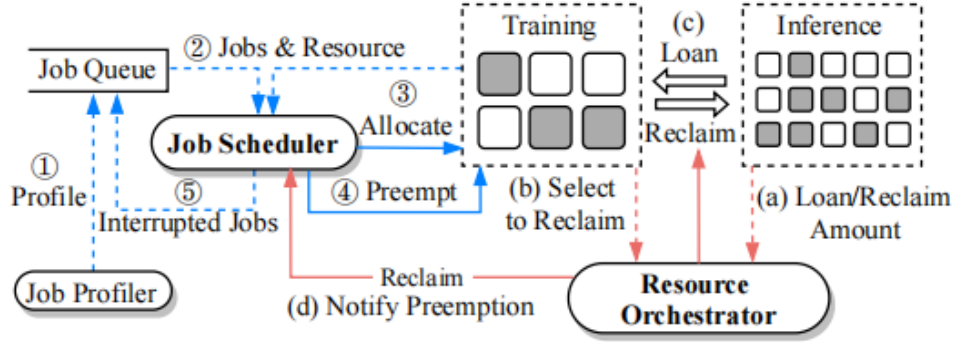 Training
(c)
Inference
② Jobs & Resource
Loan
Job Queue
③
Allocate
Reclaim
Job Scheduler
①
Profile
④ Preempt
(b) Select
to Reclaim
(a) Loan/Reclaim
Amount
⑤
Interrupted Jobs
Job Profiler
Reclaim
(d) Notify Preemption
Resource
Orchestrator